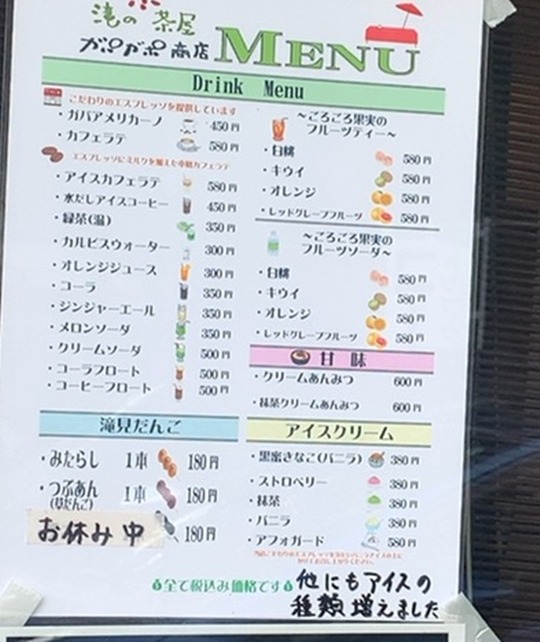 滝の茶屋
ガポガポ商店 MENU
Drink Menu
こだわりのエスプレッソを提供しています
・ガバアメリカーノ 450円
・カフェラテ 580円
エスプレッソにミルクを加えた本格カフェラテ
・アイスカフェラテ 580円
・水だしアイスコーヒー 450円
・緑茶(温) 350円
・カルピスウォーター 300円
・オレンジジュース 300円
・コーラ 350円
・ジンジャーエール 350円
・メロンソーダ 350円
・クリームソーダ 500円
・コーラフロート 500円
・コーヒーフロート 500円
～ごろごろ果実の
フルーツティー～
・白桃 580円
・キウイ 580円
・オレンジ 580円
・レッドグレープフルーツ 580円
～ごろごろ果実の
フルーツソーダ～
・白桃 580円
・キウイ 580円
・オレンジ 580円
・レッドグレープフルーツ 580円
甘味
・クリームあんみつ 600円
・抹茶クリームあんみつ 600円
滝見だんご
・みたらし 1本 180円
・つぶあん 1本 180円
(草だんご)
お休み中 180円
アイスクリーム
・黒蜜きなこ(バニラ) 380円
・ストロベリー 380円
・抹茶 380円
・バニラ 380円
・アフォガード 580円
全て税込み価格です
他にもアイスの
種類増えました